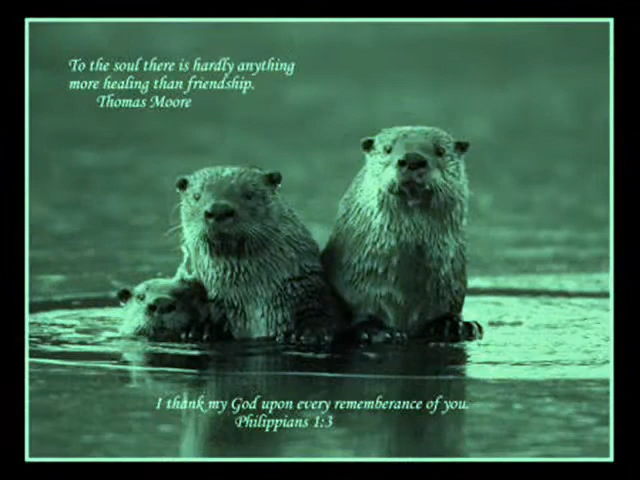 To the soul there is hardly anything
more healing than friendship.
Thomas Moore
I thank my God upon every rememberance of you.
Philippians 1:3